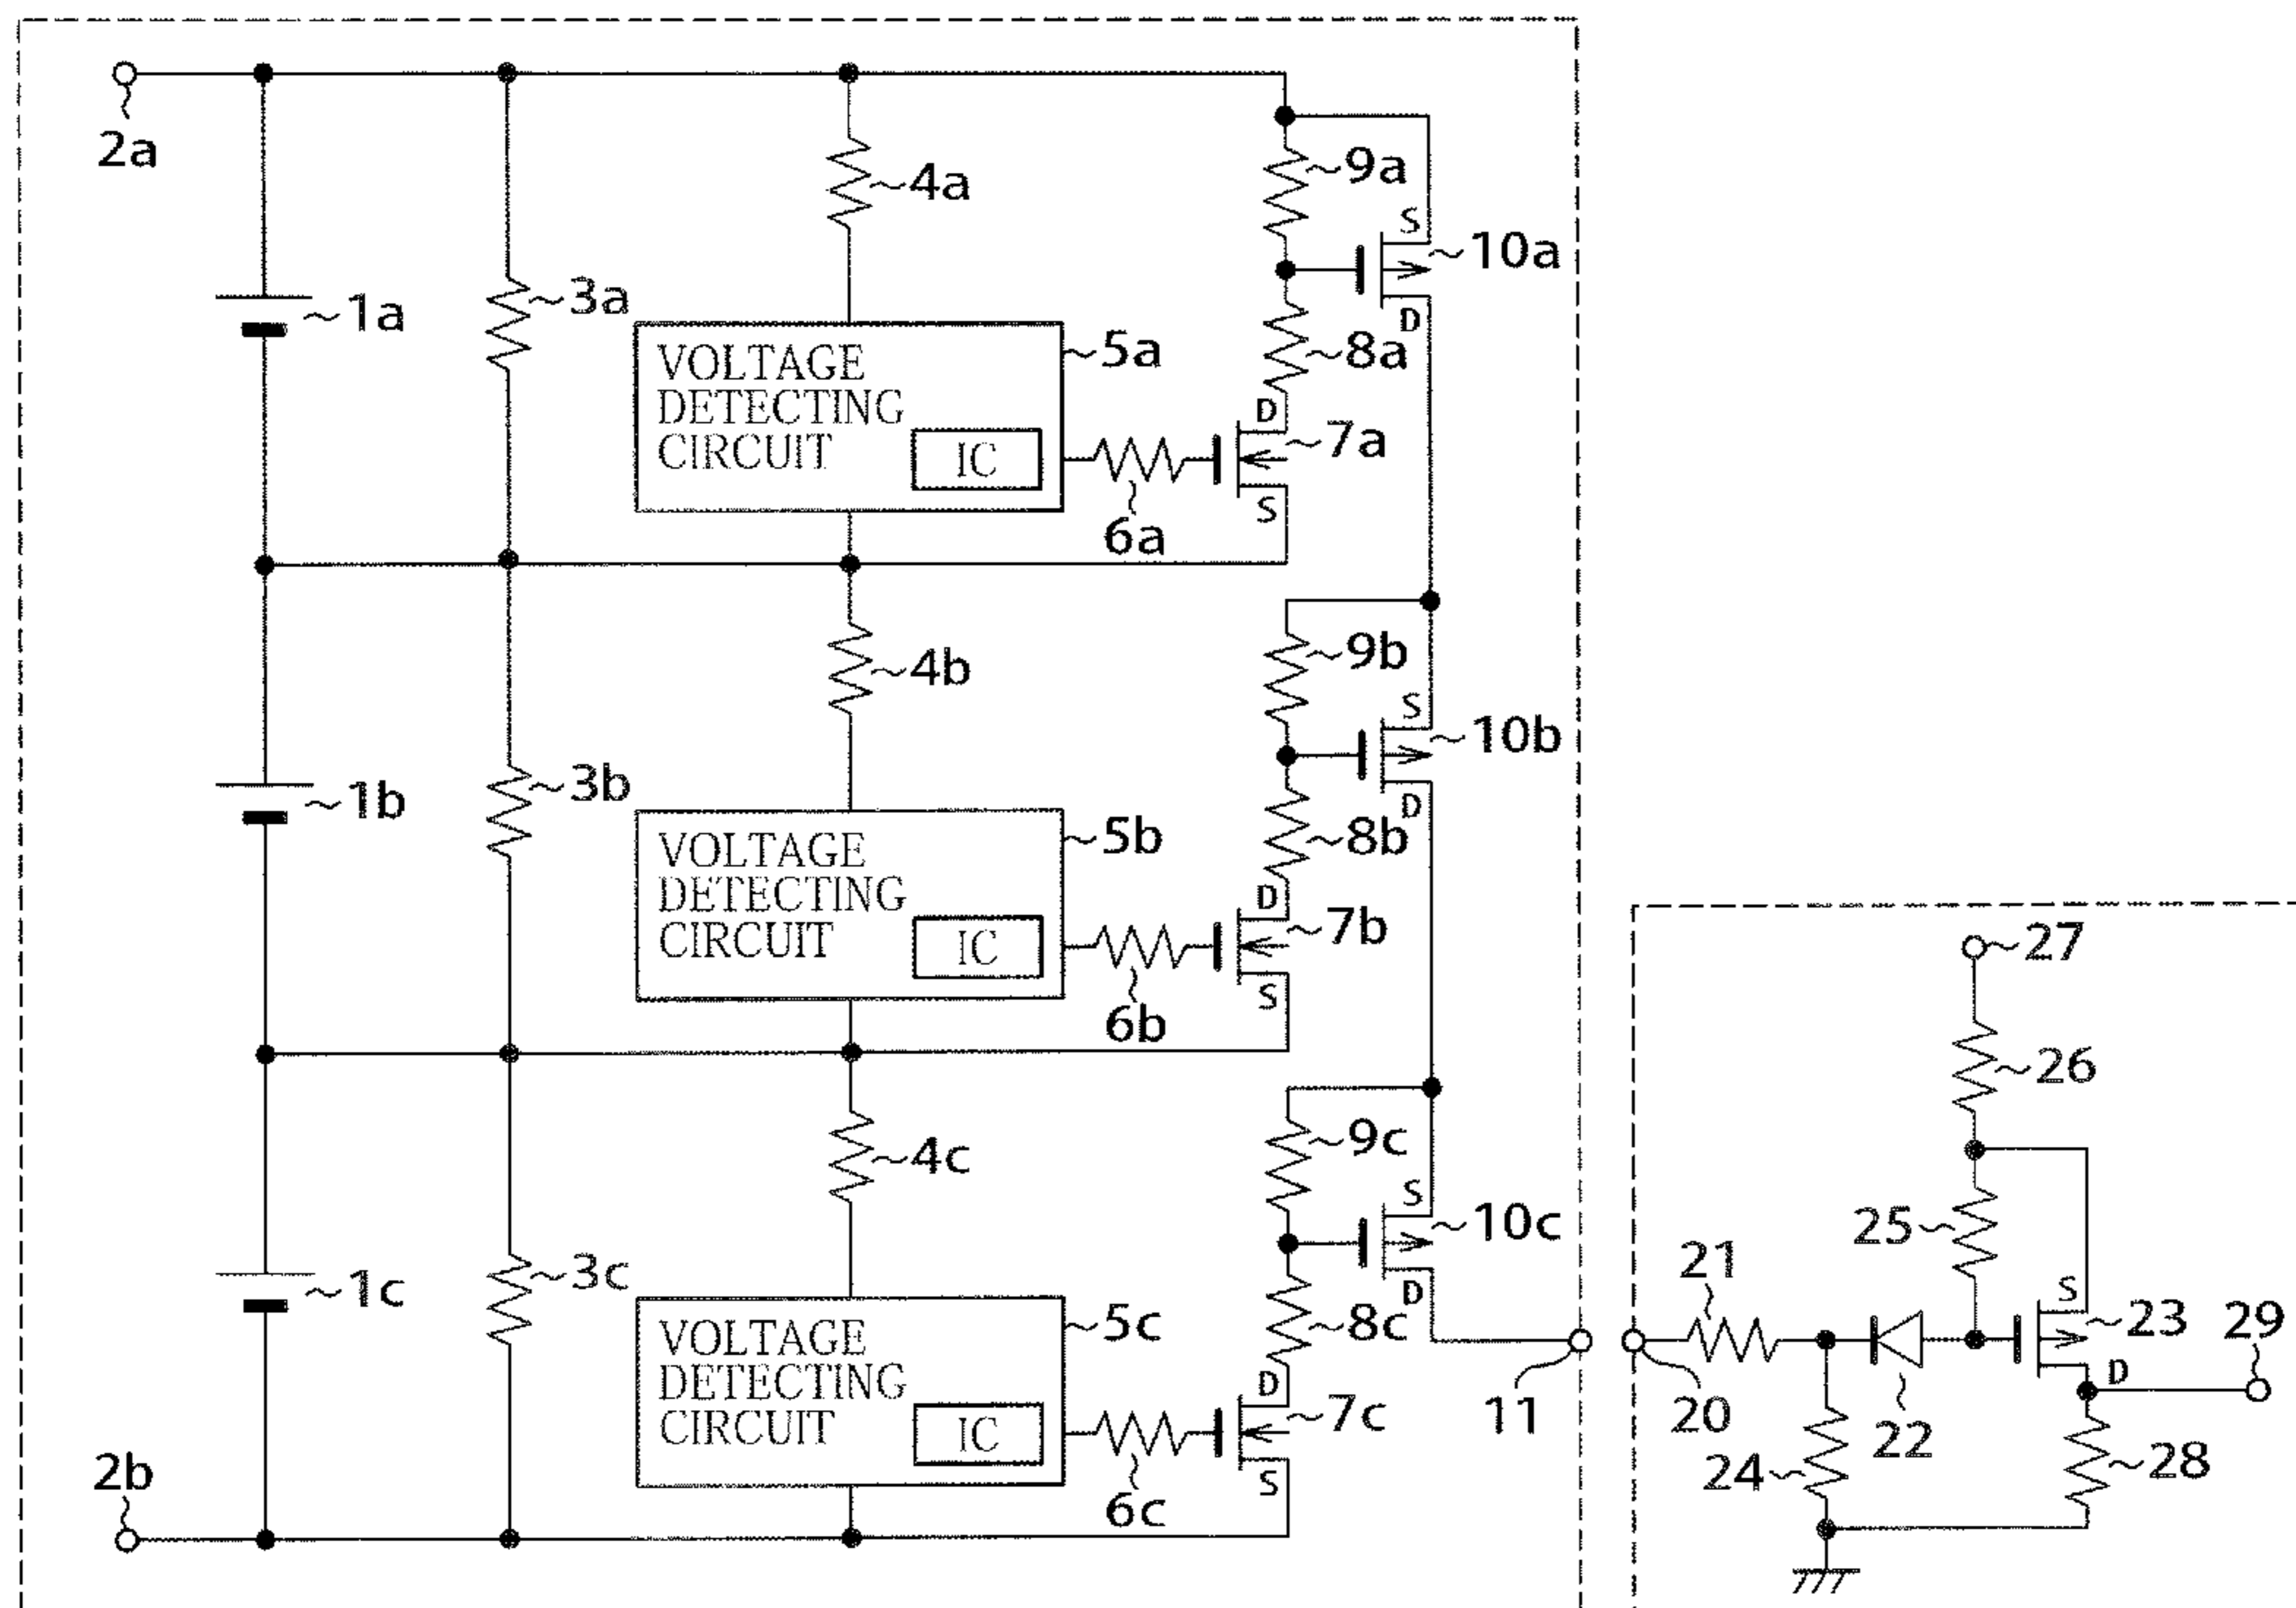 2a
4a
9a
S
10a
1a
3a
D
VOLTAGE
DETECTING
CIRCUIT
IC
5a
8a
D
7a
S
6a
4b
9b
S
10b
1b
3b
D
VOLTAGE
DETECTING
CIRCUIT
IC
5b
8b
D
7b
S
6b
27
26
4c
9c
S
10c
25
21
1c
3c
D
VOLTAGE
DETECTING
CIRCUIT
IC
5c
8c
D
7c
S
6c
2b
11
20
S
23
29
D
22
24
28